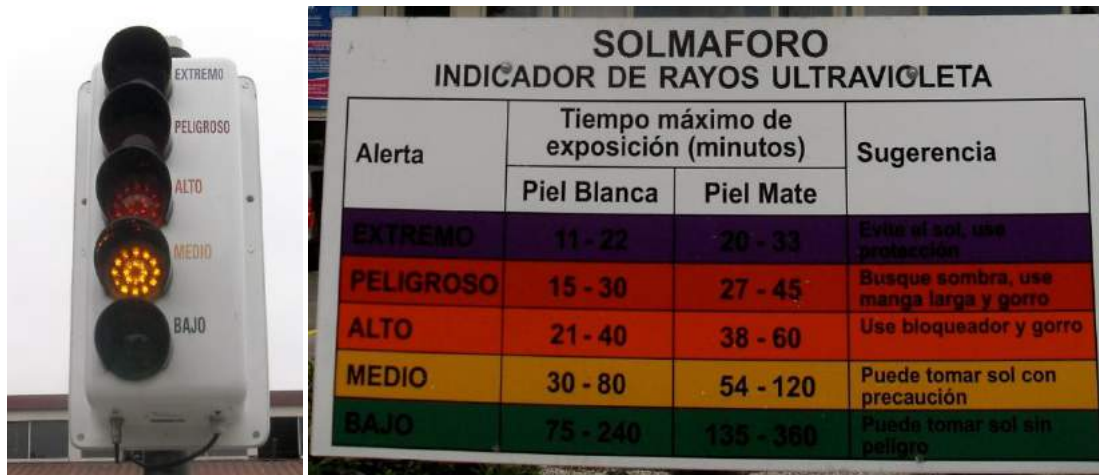 EXTREMO
PELIGROSO
ALTO
MEDIO
BAJO
SOLMAFORO
INDICADOR DE RAYOS ULTRAVIOLETA
Alerta
Tiempo máximo de
exposición (minutos)
Sugerencia
Piel Blanca Piel Mate
EXTREMO 11 - 22 20 - 33 Evite el sol, use
protección
PELIGROSO 15 - 30 27 - 45 Busque sombra, use
manga larga y gorro
ALTO 21 - 40 38 - 60 Use bloqueador y gorro
MEDIO 30 - 80 54 - 120 Puede tomar sol con
precaución
BAJO 75 - 240 135 - 360 Puede tomar sol sin
peligro